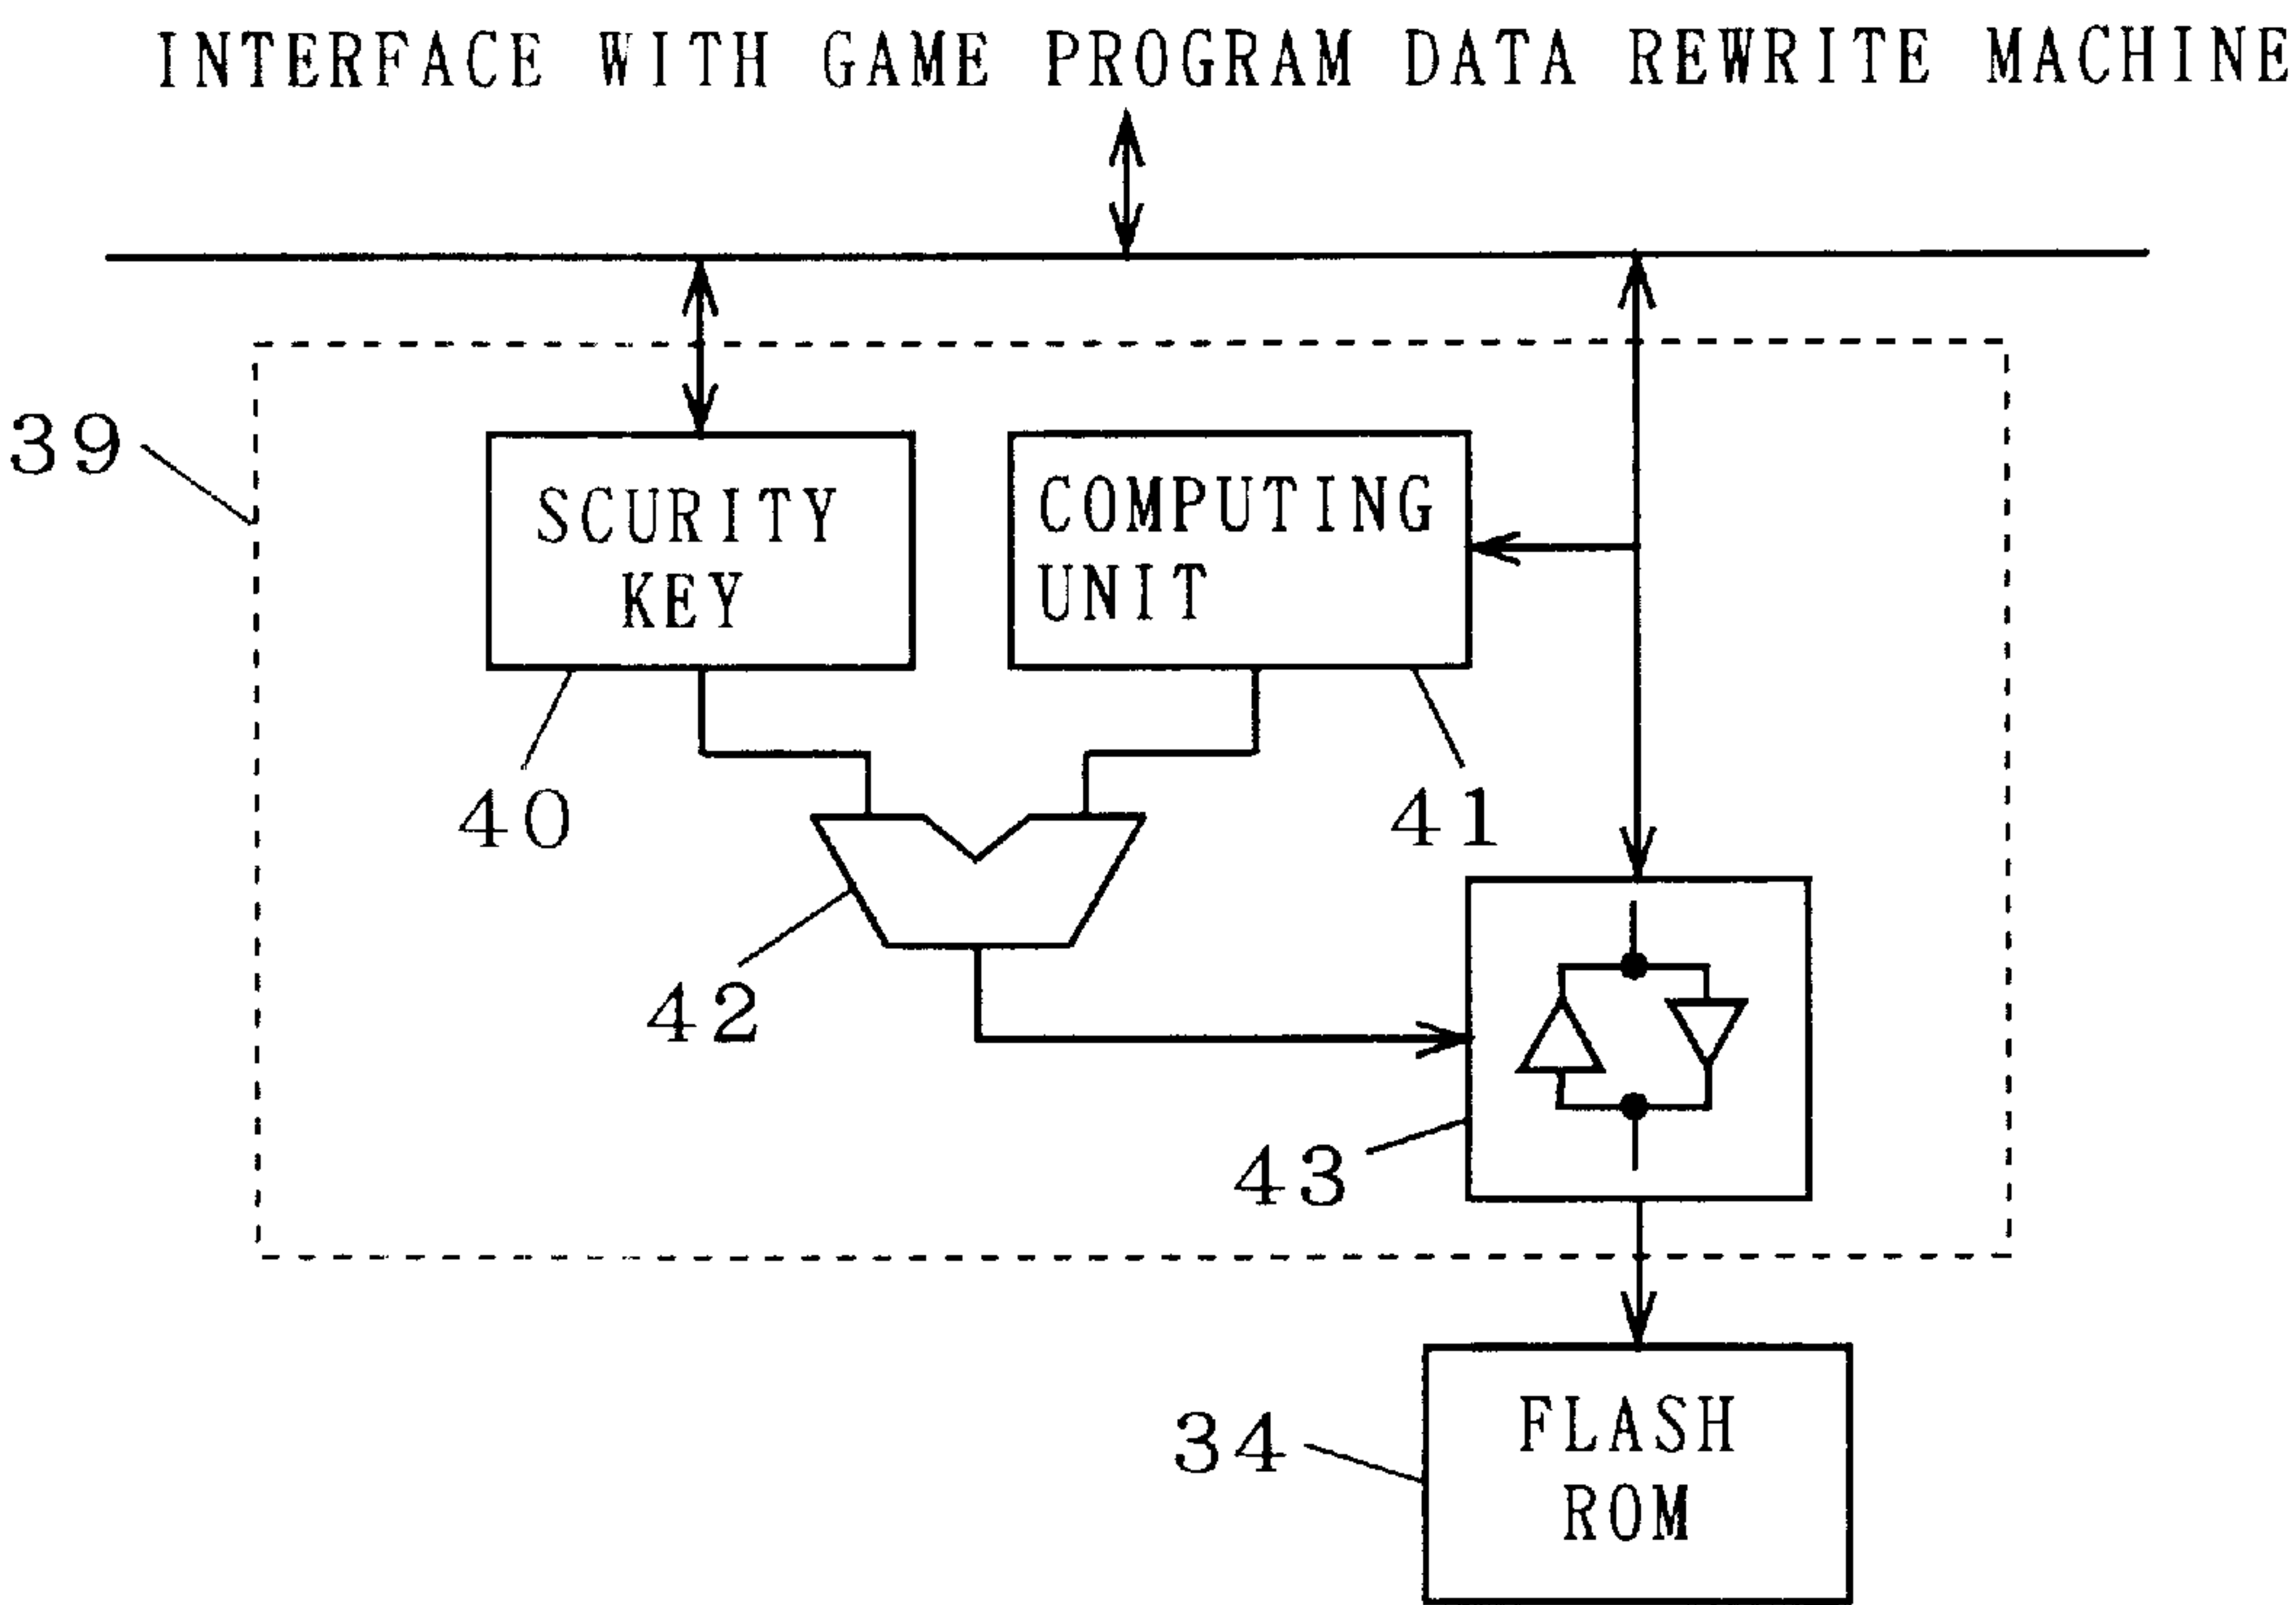 INTERFACE WITH GAME PROGRAM DATA REWRITE MACHINE
39
SCURITY
KEY
COMPUTING
UNIT
40
41
42
43
34
FLASH
ROM